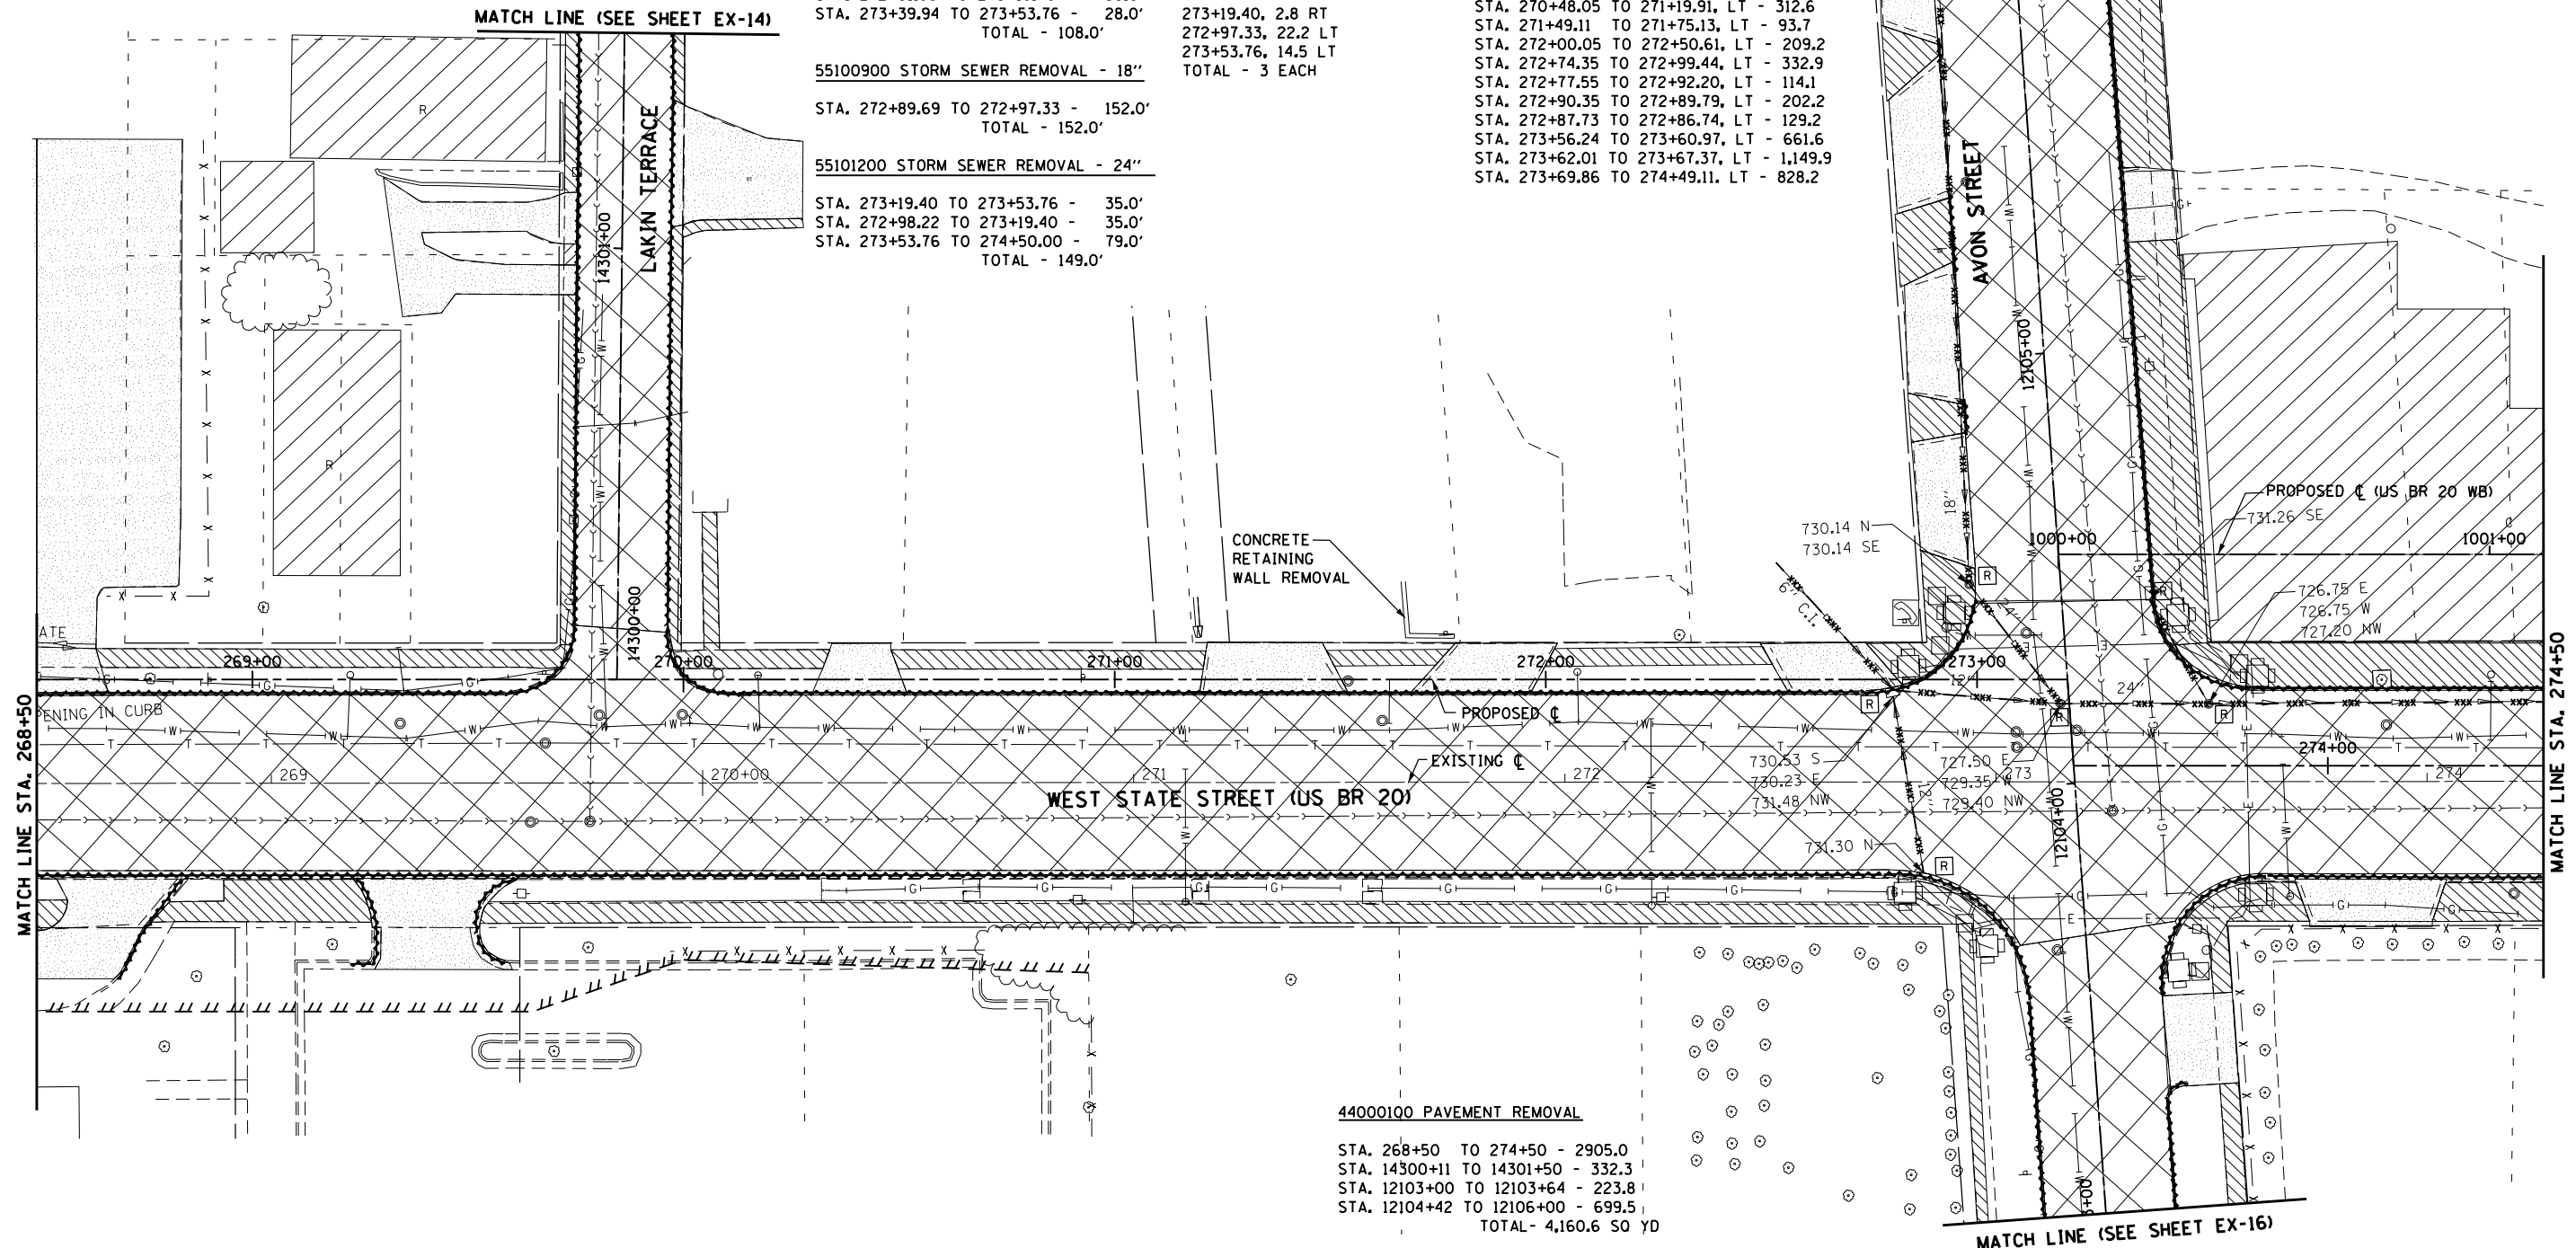 MATCH LINE (SEE SHEET EX-14)
STA. 273+39.94 TO 273+53.76 - 28.0'
TOTAL - 108.0'
55100900 STORM SEWER REMOVAL - 18"
STA. 272+89.69 TO 272+97.33 - 152.0'
TOTAL - 152.0'
55101200 STORM SEWER REMOVAL - 24"
STA. 273+19.40 TO 273+53.76 - 35.0'
STA. 272+98.22 TO 273+19.40 - 35.0'
STA. 273+53.76 TO 274+50.00 - 79.0'
TOTAL - 149.0'
273+19.40, 2.8 RT
272+97.33, 22.2 LT
273+53.76, 14.5 LT
TOTAL - 3 EACH
STA. 270+48.05 TO 271+19.91, LT - 312.6
STA. 271+49.11 TO 271+75.13, LT - 93.7
STA. 272+00.05 TO 272+50.61, LT - 209.2
STA. 272+74.35 TO 272+99.44, LT - 332.9
STA. 272+77.55 TO 272+92.20, LT - 114.1
STA. 272+90.35 TO 272+89.79, LT - 202.2
STA. 272+87.73 TO 272+86.74, LT - 129.2
STA. 273+56.24 TO 273+60.97, LT - 661.6
STA. 273+62.01 TO 273+67.37, LT - 1,149.9
STA. 273+69.86 TO 274+49.11, LT - 828.2
R
R
LAKIN TERRACE
14301+00
14300+00
AVON STREET
12105+00
18"
PROPOSED ℄ (US BR 20 WB)
731.26 SE
1000+00
1001+00
730.14 N
730.14 SE
R
R
CONCRETE
RETAINING
WALL REMOVAL
6" C.I.
24"
726.75 E
726.75 W
727.20 NW
ATE
269+00
270+00
271+00
272+00
273+00
12"
24"
R
R
R
PENING IN CURB
PROPOSED ℄
EXISTING ℄
269
270+00
271
272
273
274+00
274
730.53 S
730.23 E
731.48 NW
727.50 E
729.35 W
729.40 NW
12"
WEST STATE STREET (US BR 20)
731.30 N
R
12104+00
MATCH LINE STA. 268+50
MATCH LINE STA. 274+50
44000100 PAVEMENT REMOVAL
STA. 268+50 TO 274+50 - 2905.0
STA. 14300+11 TO 14301+50 - 332.3
STA. 12103+00 TO 12103+64 - 223.8
STA. 12104+42 TO 12106+00 - 699.5
TOTAL- 4,160.6 SQ YD
3+00
MATCH LINE (SEE SHEET EX-16)